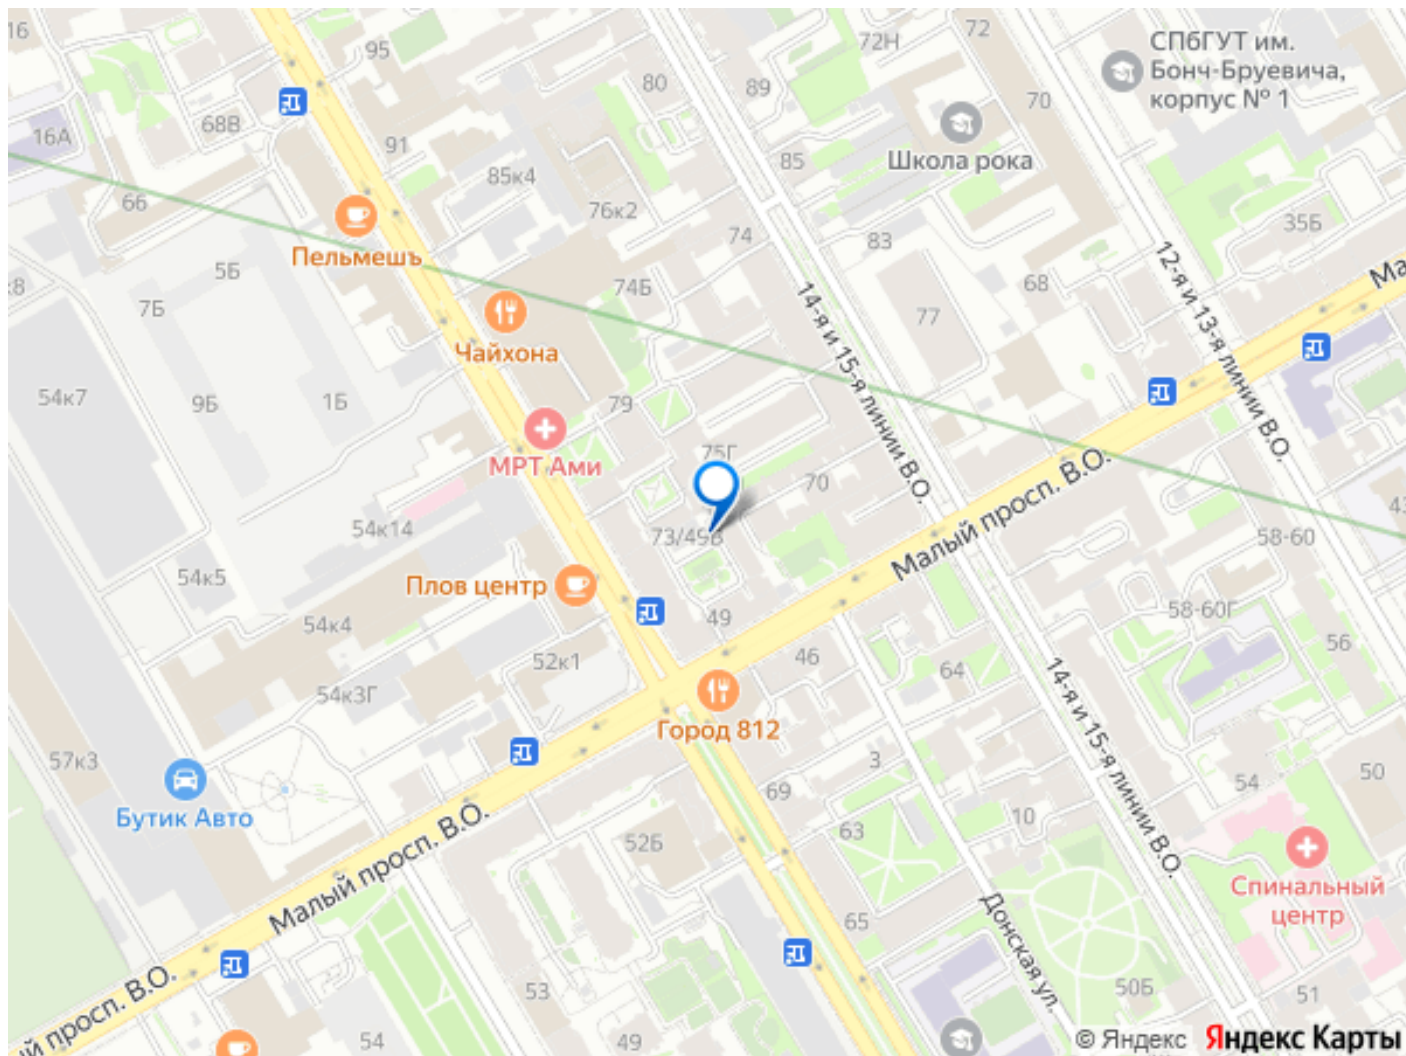 16
95
72Н
72
СПбГУТ им.
Бонч-Бруевича,
корпус № 1
80
89
70
68В
16А
91
Школа рока
85
85к4
66
76к2
74
83
35Б
Пельмешъ
5Б
12-я и 13-я линии В.О.
Ма
к8
7Б
74Б
68
14-я и 15-я линии В.О.
77
Чайхона
54к7
9Б
1Б
79
МРТ Ами
75Г
70
Малый просп. В.О.
43
54к14
73/49В
58-60
54к5
Плов центр
58-60Г
54к4
49
56
52к1
46
64
54к3Г
14-я и 15-я линии В.О.
Город 812
57к3
3
54
50
69
Бутик Авто
10
63
52Б
Малый просп. В.О.
Спинальный
центр
65
Донская ул.
й просп. В.О.
53
50Б
51
54
49
© Яндекс Яндекс Карты